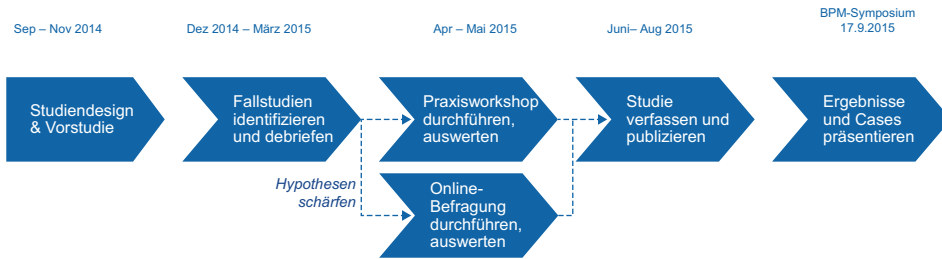 Sep – Nov 2014
Dez 2014 – März 2015
Apr – Mai 2015
Juni– Aug 2015
BPM-Symposium
17.9.2015
Studiendesign
& Vorstudie
Fallstudien
identifizieren
und debriefen
Praxisworkshop
durchführen,
auswerten
Studie
verfassen und
publizieren
Ergebnisse
und Cases
präsentieren
Hypothesen
schärfen
Online-
Befragung
durchführen,
auswerten